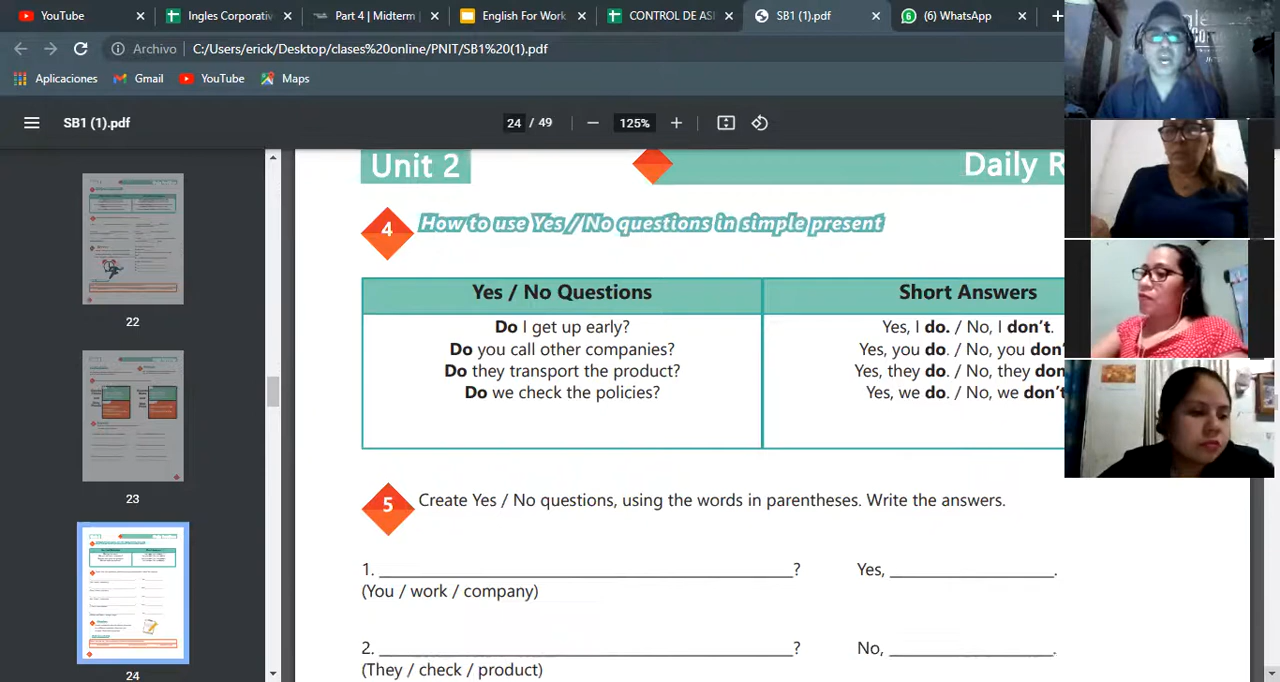 YouTube
Ingles Corporativ
Part 4 | Midterm
English For Work
CONTROL DE ASI
SB1 (1).pdf
(6) WhatsApp
Archivo
C:/Users/erick/Desktop/clases%20online/PNIT/SB1%20(1).pdf
Aplicaciones
Gmail
YouTube
Maps
SB1 (1).pdf
24 / 49
125%
22
23
24
Unit 2
Daily R
4
How to use Yes / No questions in simple present
Yes / No Questions
Short Answers
Do I get up early?
Yes, I do. / No, I don't.
Do you call other companies?
Yes, you do. / No, you don'
Do they transport the product?
Yes, they do. / No, they don
Do we check the policies?
Yes, we do. / No, we don't
5
Create Yes / No questions, using the words in parentheses. Write the answers.
1. ________________________________________________?
Yes, ___________________.
(You / work / company)
2. ________________________________________________?
No, ___________________.
(They / check / product)